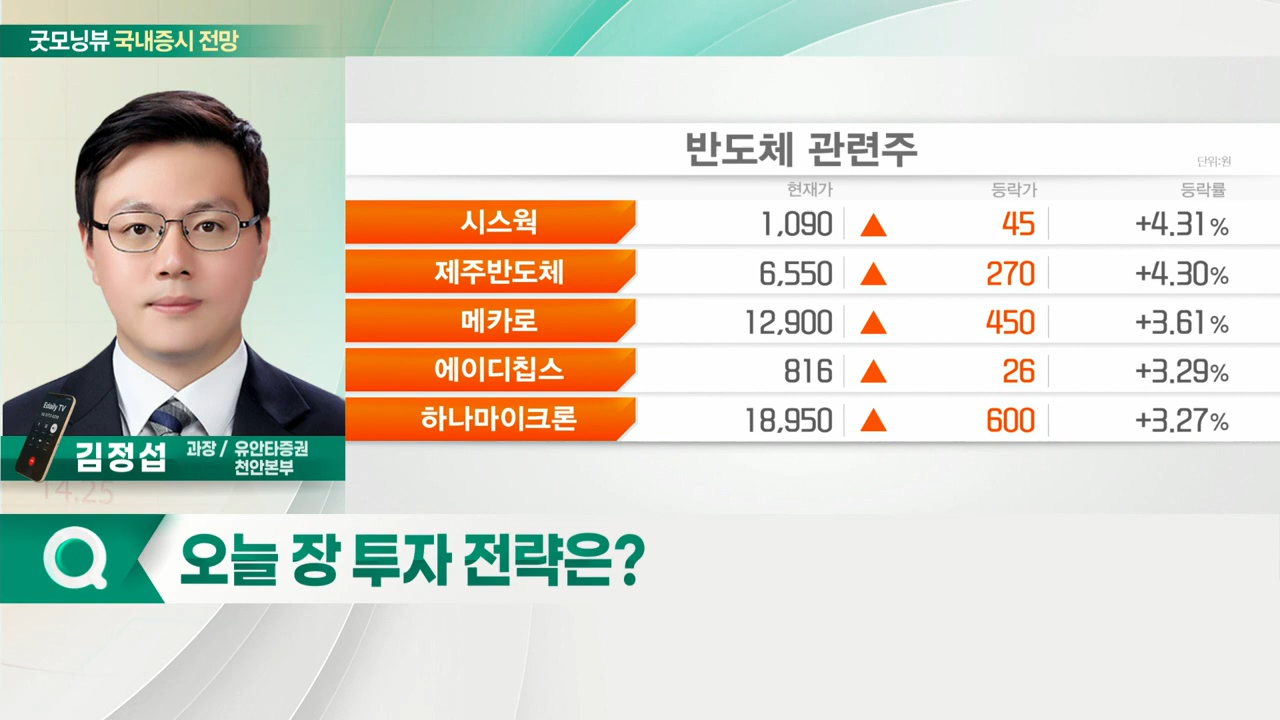 굿모닝뷰 국내증시 전망
반도체 관련주
단위:원
현재가 등락가 등락률
시스웍 1,090 ▲ 45 +4.31%
제주반도체 6,550 ▲ 270 +4.30%
메카로 12,900 ▲ 450 +3.61%
에이디칩스 816 ▲ 26 +3.29%
하나마이크론 18,950 ▲ 600 +3.27%
Edaily TV
김정섭 과장 / 유안타증권
천안본부
14.25
Q 오늘 장 투자 전략은?